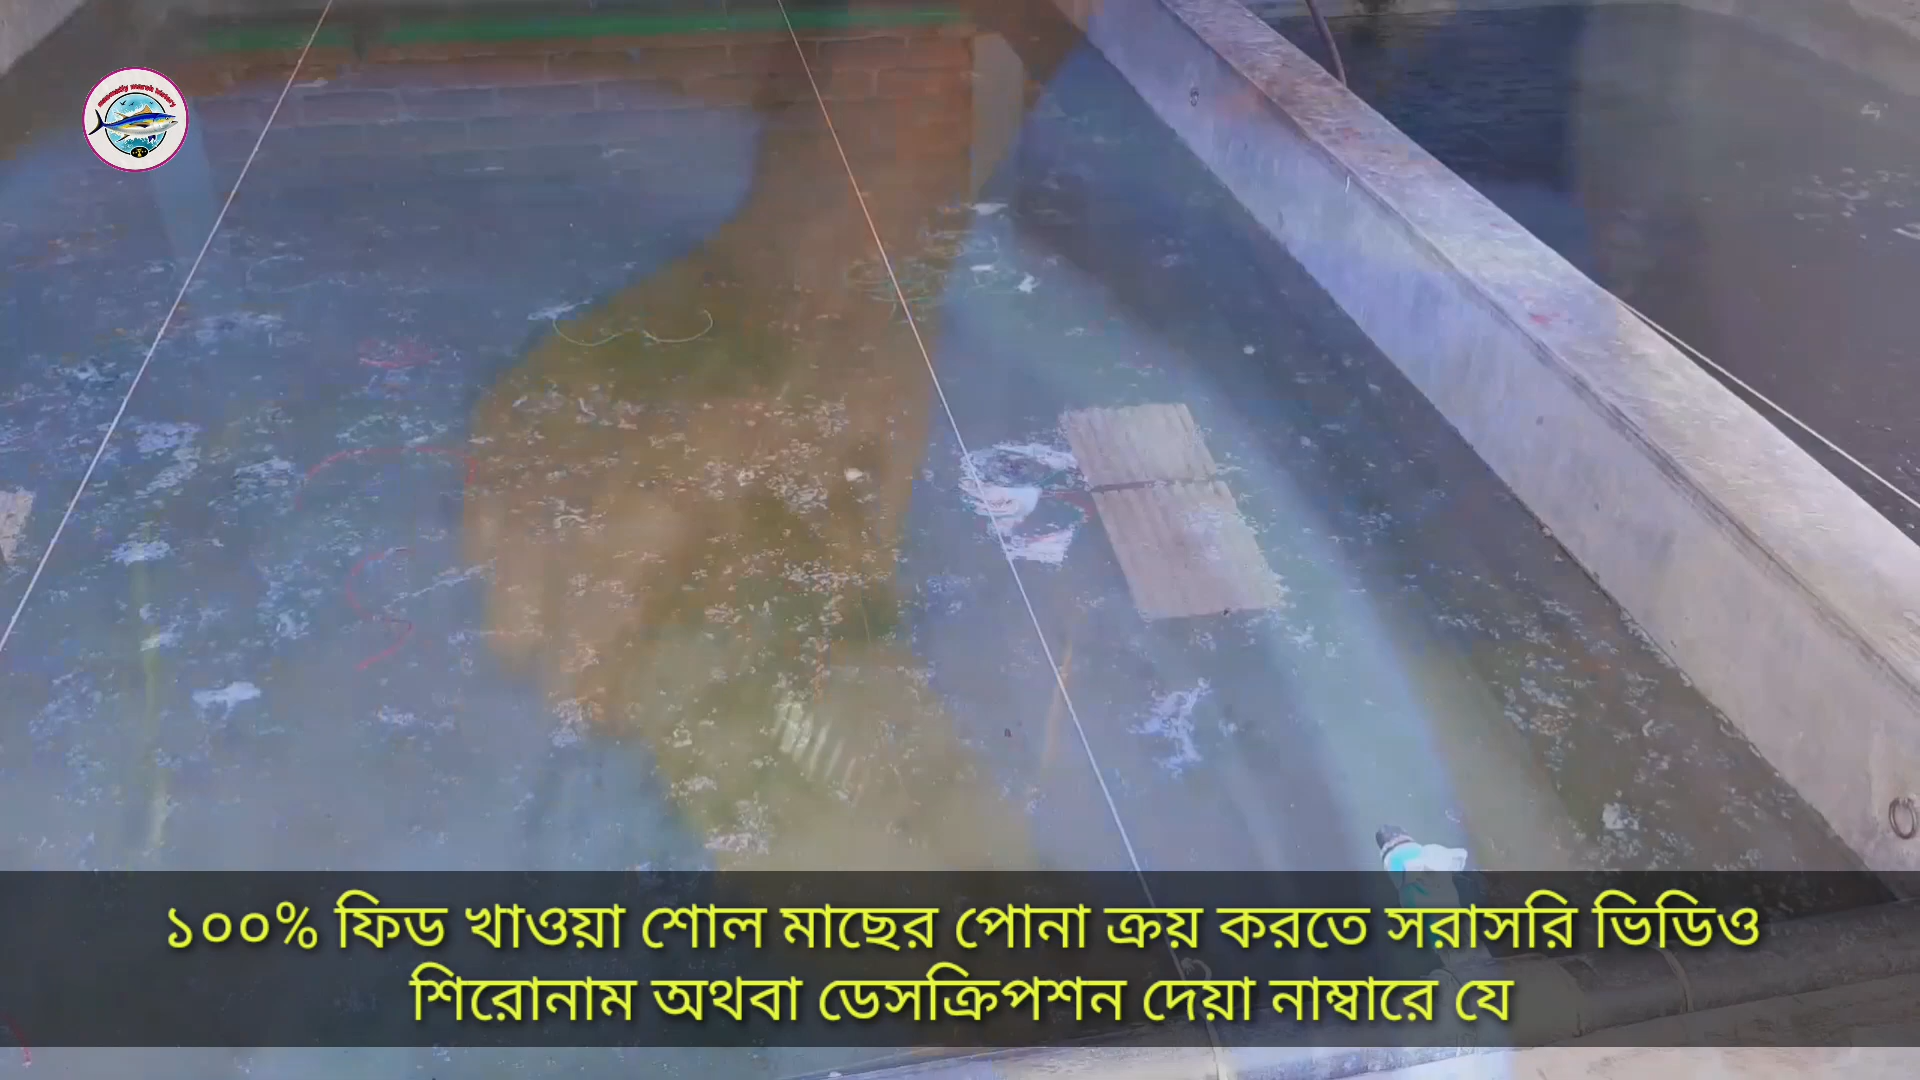 ১০০% ফিড খাওয়া শোল মাছের পোনা ক্রয় করতে সরাসরি ভিডিও
শিরোনাম অথবা ডেসক্রিপশন দেয়া নাম্বারে যে